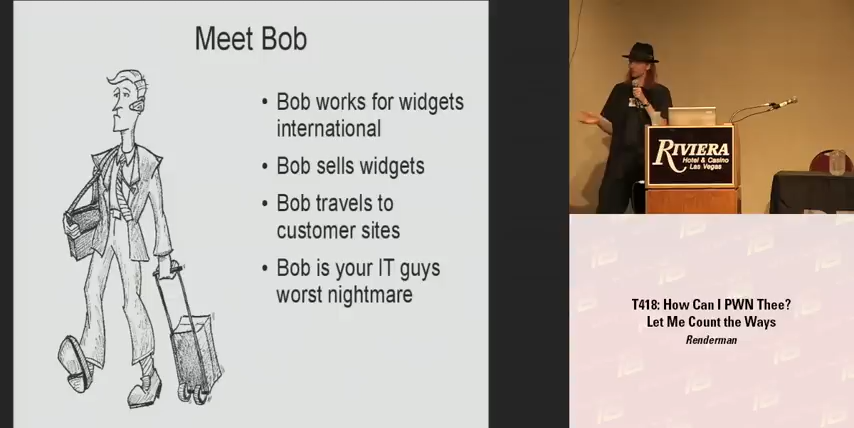 Meet Bob
• Bob works for widgets
international
• Bob sells widgets
• Bob travels to
customer sites
• Bob is your IT guys
worst nightmare
RIVIERA
Hotel & Casino
Las Vegas
T418: How Can I PWN Thee?
Let Me Count the Ways
Renderman